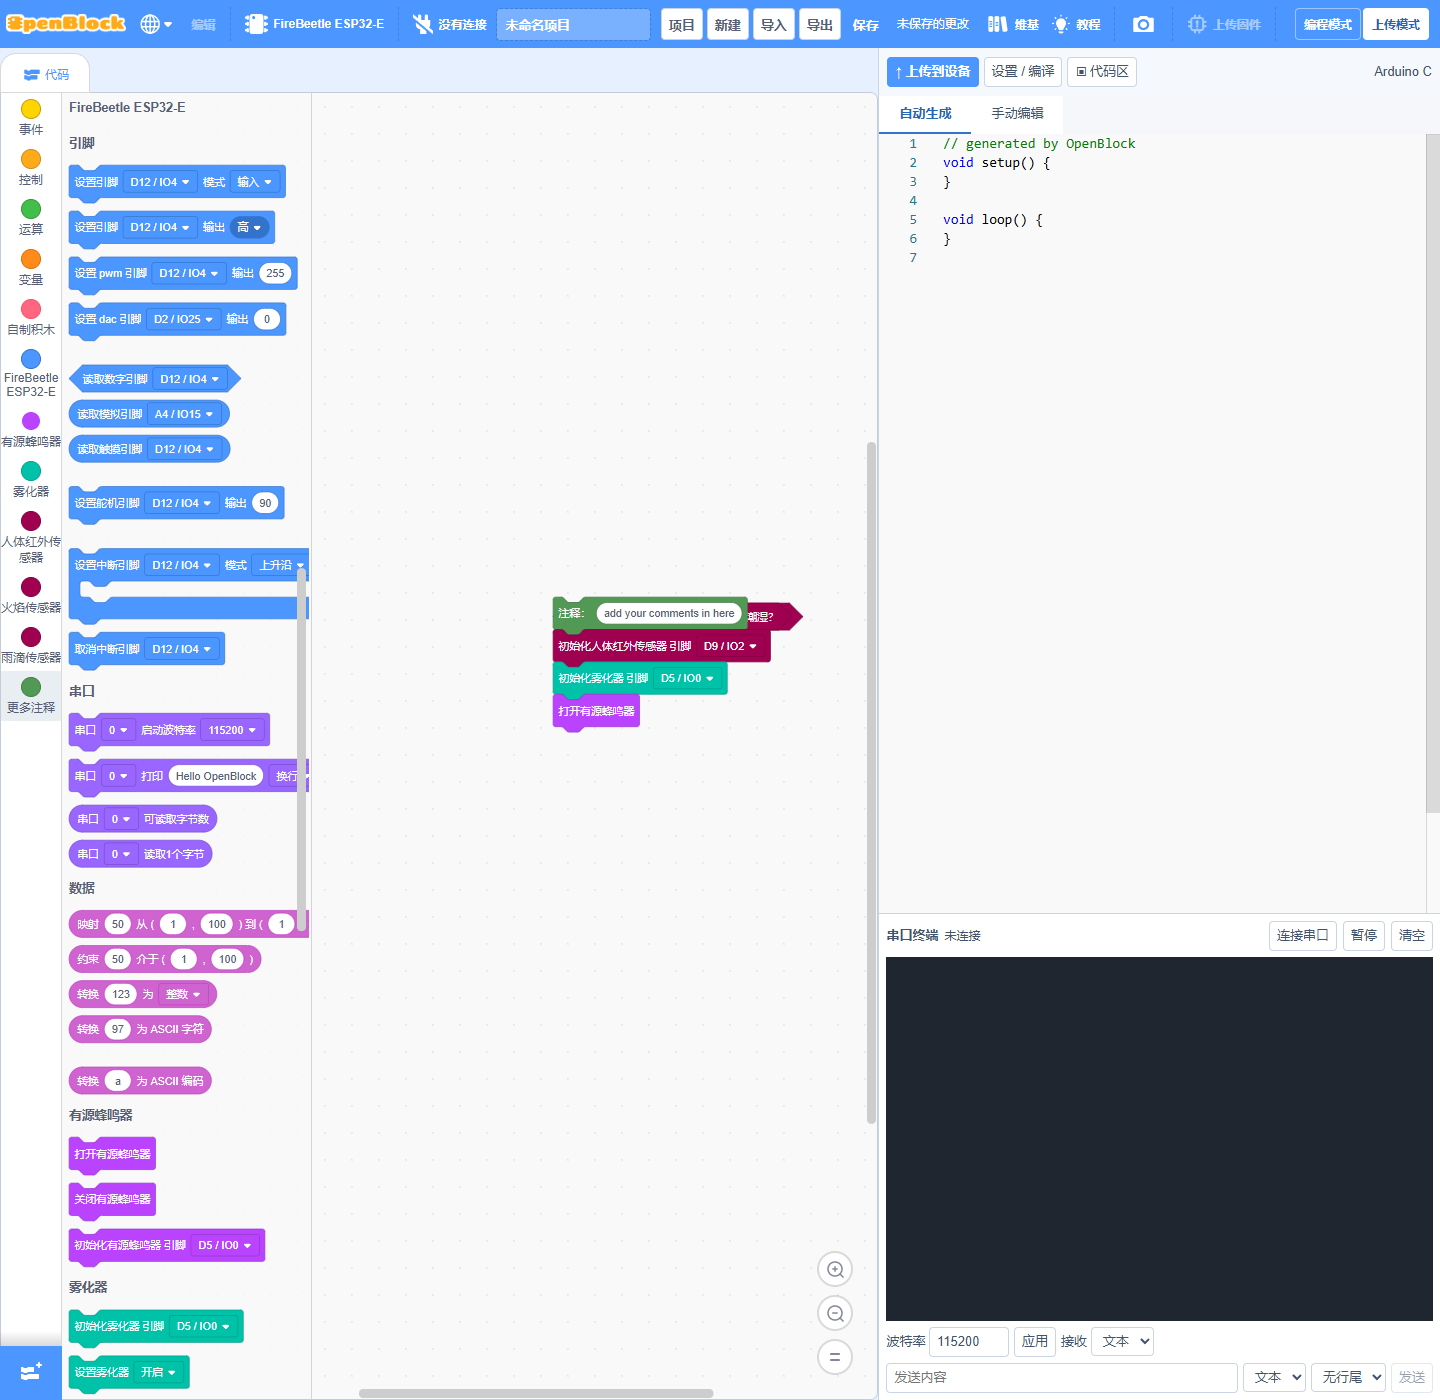 OpenBlock
编辑
FireBeetle ESP32-E
没有连接
未命名项目
项目
新建
导入
导出
保存
未保存的更改
维基
教程
上传固件
编程模式
上传模式
代码
事件
控制
运算
变量
自制积木
FireBeetle
ESP32-E
有源蜂鸣器
雾化器
人体红外传
感器
火焰传感器
雨滴传感器
更多注释
FireBeetle ESP32-E
引脚
设置引脚 D12 / IO4 模式 输入
设置引脚 D12 / IO4 输出 高
设置 pwm 引脚 D12 / IO4 输出 255
设置 dac 引脚 D2 / IO25 输出 0
读取数字引脚 D12 / IO4
读取模拟引脚 A4 / IO15
读取触摸引脚 D12 / IO4
设置舵机引脚 D12 / IO4 输出 90
设置中断引脚 D12 / IO4 模式 上升沿
取消中断引脚 D12 / IO4
串口
串口 0 启动波特率 115200
串口 0 打印 Hello OpenBlock 换行
串口 0 可读取字节数
串口 0 读取1个字节
数据
映射 50 从 ( 1 , 100 ) 到 ( 1
约束 50 介于 ( 1 , 100 )
转换 123 为 整数
转换 97 为 ASCII 字符
转换 a 为 ASCII 编码
有源蜂鸣器
打开有源蜂鸣器
关闭有源蜂鸣器
初始化有源蜂鸣器 引脚 D5 / IO0
雾化器
初始化雾化器 引脚 D5 / IO0
设置雾化器 开启
注释: add your comments in here 潮湿?
初始化人体红外传感器 引脚 D9 / IO2
初始化雾化器 引脚 D5 / IO0
打开有源蜂鸣器
↑ 上传到设备
设置 / 编译
▣ 代码区
Arduino C
自动生成
手动编辑
1 // generated by OpenBlock
2 void setup() {
3 }
4
5 void loop() {
6 }
7
串口终端 未连接
连接串口
暂停
清空
波特率 115200 应用 接收 文本
发送内容 文本 无行尾 发送